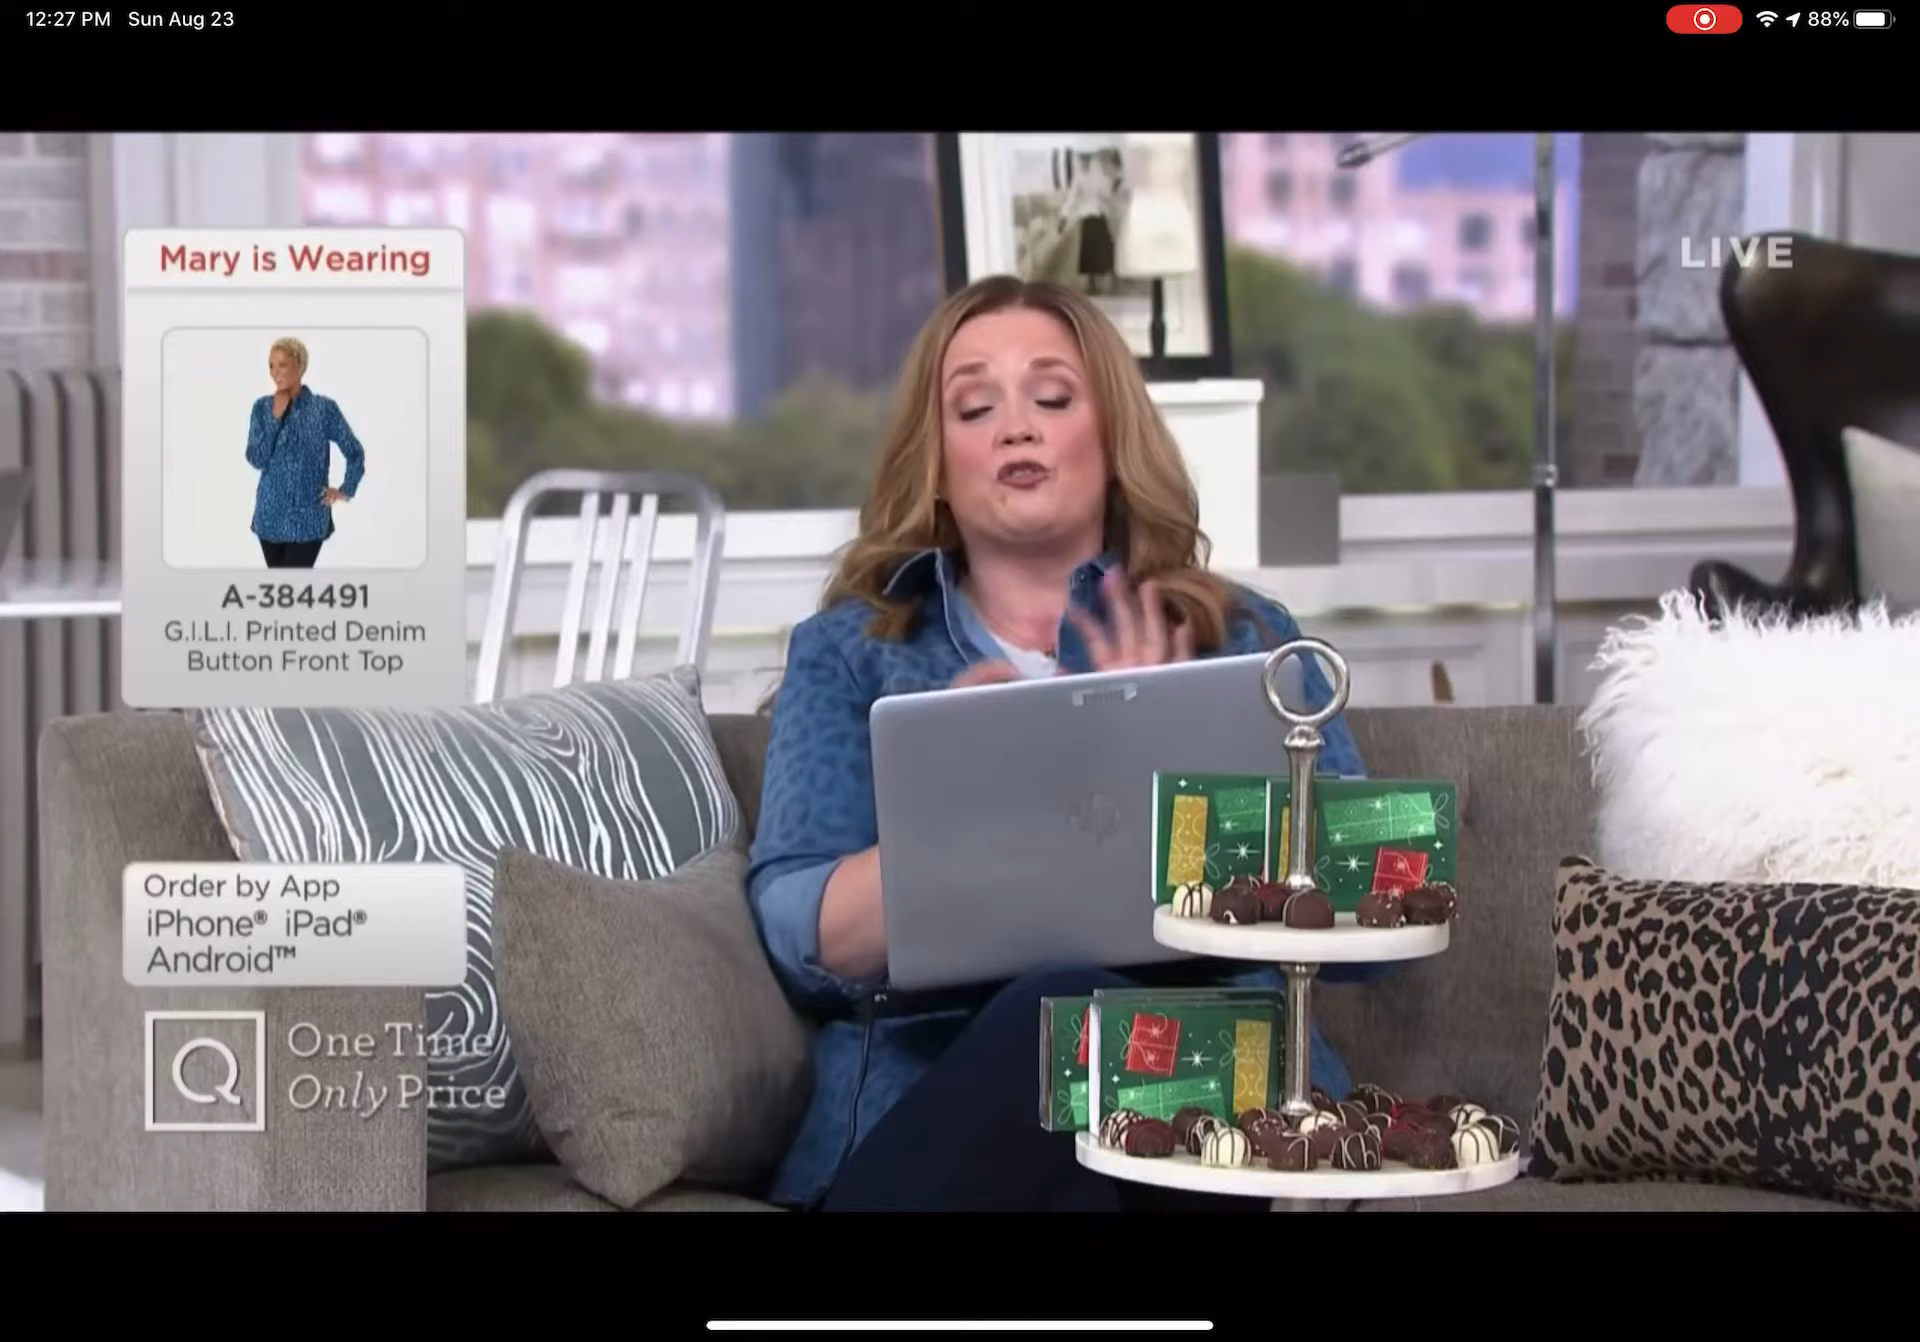 12:27 PM Sun Aug 23
88%
LIVE
Mary is Wearing
A-384491
G.I.L.I. Printed Denim
Button Front Top
Order by App
iPhone® iPad®
Android™
Q
One Time
Only Price